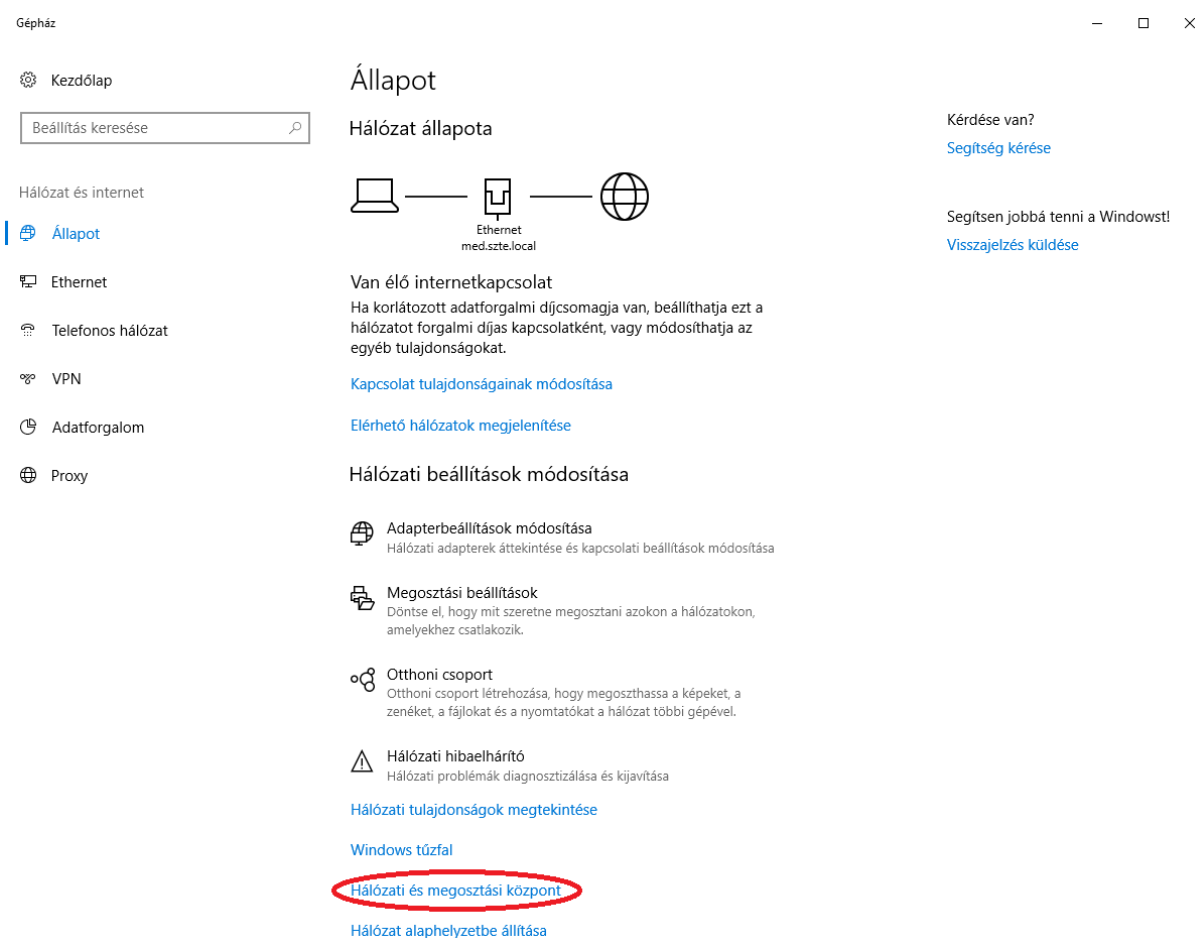 Gépház
Kezdőlap
Beállítás keresése
Hálózat és internet
Állapot
Ethernet
Telefonos hálózat
VPN
Adatforgalom
Proxy
Állapot
Hálózat állapota
Ethernet
med.szte.local
Van élő internetkapcsolat
Ha korlátozott adatforgalmi díjcsomagja van, beállíthatja ezt a
hálózatot forgalmi díjas kapcsolatként, vagy módosíthatja az
egyéb tulajdonságokat.
Kapcsolat tulajdonságainak módosítása
Elérhető hálózatok megjelenítése
Hálózati beállítások módosítása
Adapterbeállítások módosítása
Hálózati adapterek áttekintése és kapcsolati beállítások módosítása
Megosztási beállítások
Döntse el, hogy mit szeretne megosztani azokon a hálózatokon,
amelyekhez csatlakozik.
Otthoni csoport
Otthoni csoport létrehozása, hogy megoszthassa a képeket, a
zenéket, a fájlokat és a nyomtatókat a hálózat többi gépével.
Hálózati hibaelhárító
Hálózati problémák diagnosztizálása és kijavítása
Hálózati tulajdonságok megtekintése
Windows tűzfal
Hálózati és megosztási központ
Hálózat alaphelyzetbe állítása
Kérdése van?
Segítség kérése
Segítsen jobbá tenni a Windowst!
Visszajelzés küldése